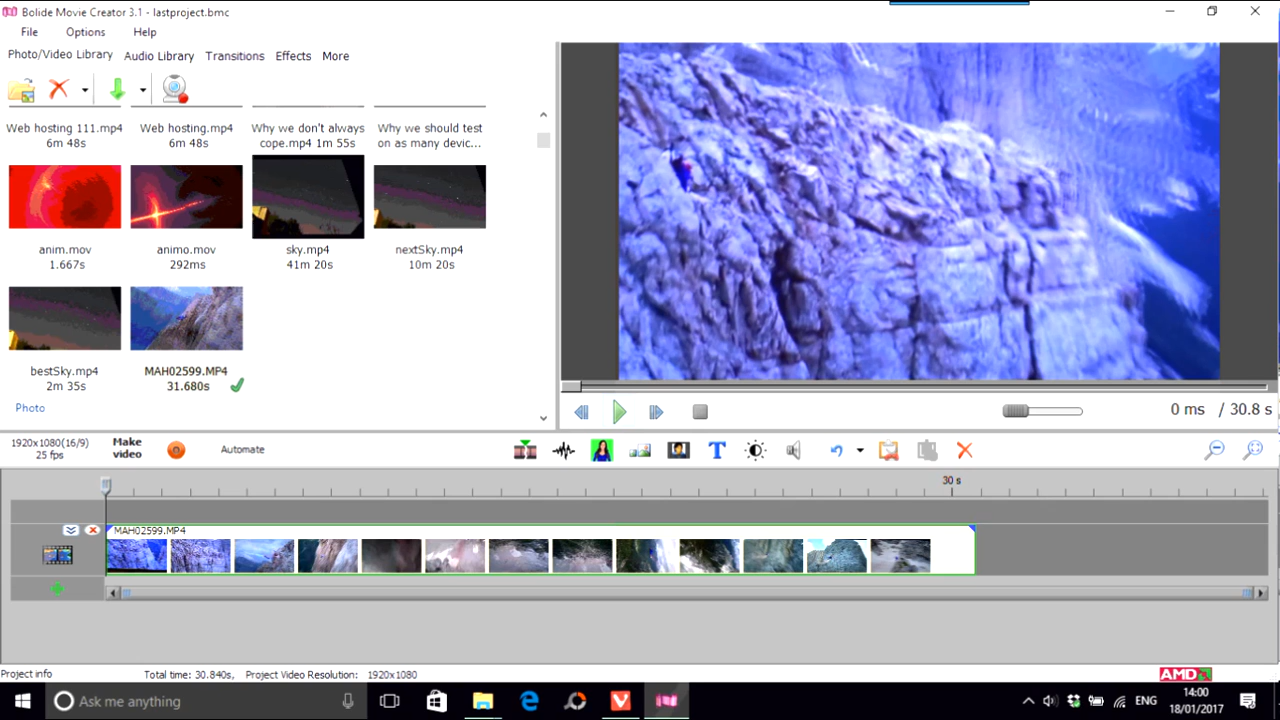 Bolide Movie Creator 3.1 - lastproject.bmc
File Options Help
Photo/Video Library Audio Library Transitions Effects More
Web hosting 111.mp4 Web hosting.mp4 Why we don't always Why we should test
6m 48s 6m 48s cope.mp4 1m 55s on as many devic...
anim.mov animo.mov sky.mp4 nextSky.mp4
1.667s 292ms 41m 20s 10m 20s
bestSky.mp4 MAH02599.MP4
2m 35s 31.680s
Photo
0 ms / 30.8 s
1920x1080(16/9) Make Automate
25 fps video
T
30 s
MAH02599.MP4
Project info Total time: 30.840s, Project Video Resolution: 1920x1080
AMD
Ask me anything
ENG
14:00
18/01/2017